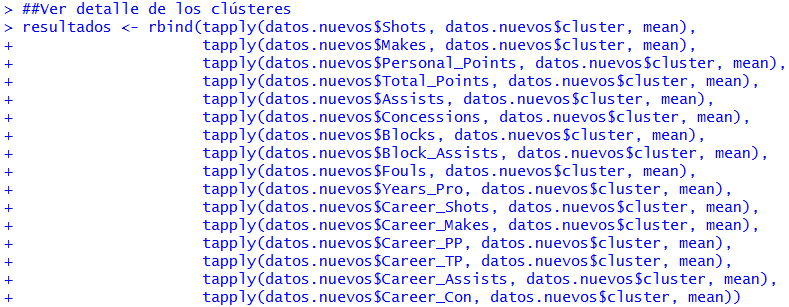 > ##Ver detalle de los clústeres
> resultados <- rbind(tapply(datos.nuevos$Shots, datos.nuevos$cluster, mean),
+ tapply(datos.nuevos$Makes, datos.nuevos$cluster, mean),
+ tapply(datos.nuevos$Personal_Points, datos.nuevos$cluster, mean),
+ tapply(datos.nuevos$Total_Points, datos.nuevos$cluster, mean),
+ tapply(datos.nuevos$Assists, datos.nuevos$cluster, mean),
+ tapply(datos.nuevos$Concessions, datos.nuevos$cluster, mean),
+ tapply(datos.nuevos$Blocks, datos.nuevos$cluster, mean),
+ tapply(datos.nuevos$Block_Assists, datos.nuevos$cluster, mean),
+ tapply(datos.nuevos$Fouls, datos.nuevos$cluster, mean),
+ tapply(datos.nuevos$Years_Pro, datos.nuevos$cluster, mean),
+ tapply(datos.nuevos$Career_Shots, datos.nuevos$cluster, mean),
+ tapply(datos.nuevos$Career_Makes, datos.nuevos$cluster, mean),
+ tapply(datos.nuevos$Career_PP, datos.nuevos$cluster, mean),
+ tapply(datos.nuevos$Career_TP, datos.nuevos$cluster, mean),
+ tapply(datos.nuevos$Career_Assists, datos.nuevos$cluster, mean),
+ tapply(datos.nuevos$Career_Con, datos.nuevos$cluster, mean))